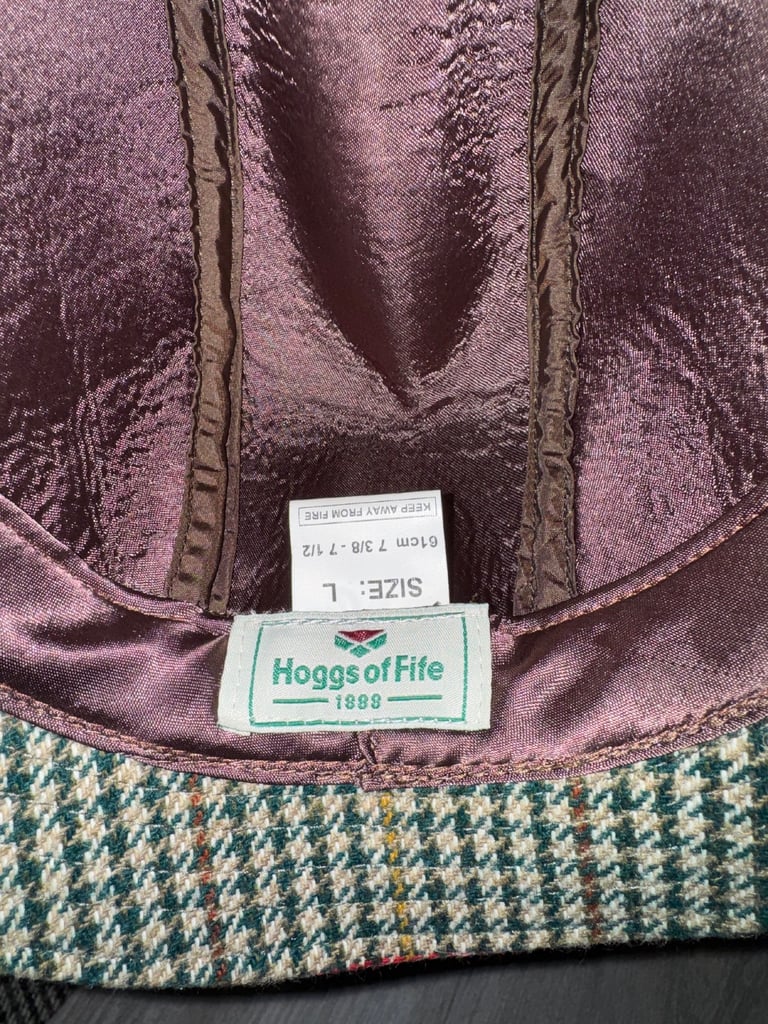 Hoggs of Fife
1888
SIZE: L
61cm 7 3/8 - 7 1/2
KEEP AWAY FROM FIRE